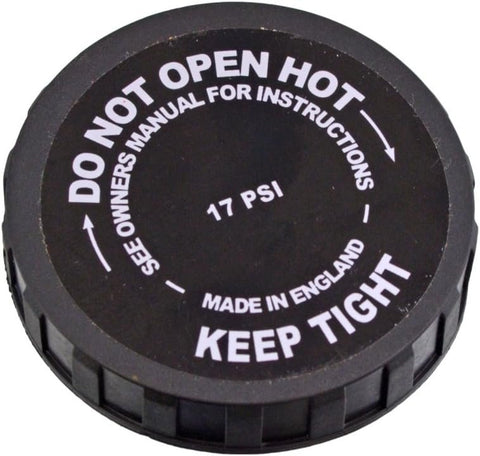 DO NOT OPEN HOT
SEE OWNERS MANUAL FOR INSTRUCTIONS
17 PSI
MADE IN ENGLAND
KEEP TIGHT